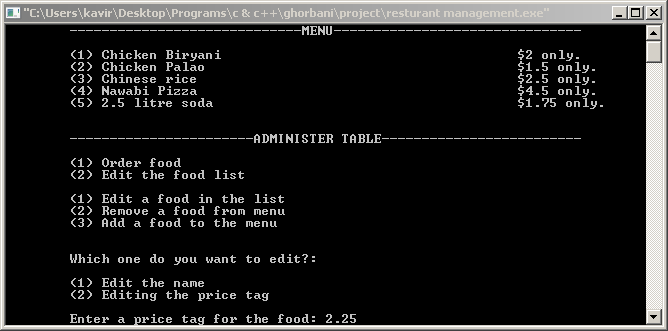 "C:\Users\kavir\Desktop\Programs\c & c++\ghorbani\project\resturant management.exe"
-----------------------------MENU-------------------------------
(1) Chicken Biryani $2 only.
(2) Chicken Palao $1.5 only.
(3) Chinese rice $2.5 only.
(4) Nawabi Pizza $4.5 only.
(5) 2.5 litre soda $1.75 only.
-----------------------ADMINISTER TABLE-------------------------
(1) Order food
(2) Edit the food list
(1) Edit a food in the list
(2) Remove a food from menu
(3) Add a food to the menu
Which one do you want to edit?:
(1) Edit the name
(2) Editing the price tag
Enter a price tag for the food: 2.25